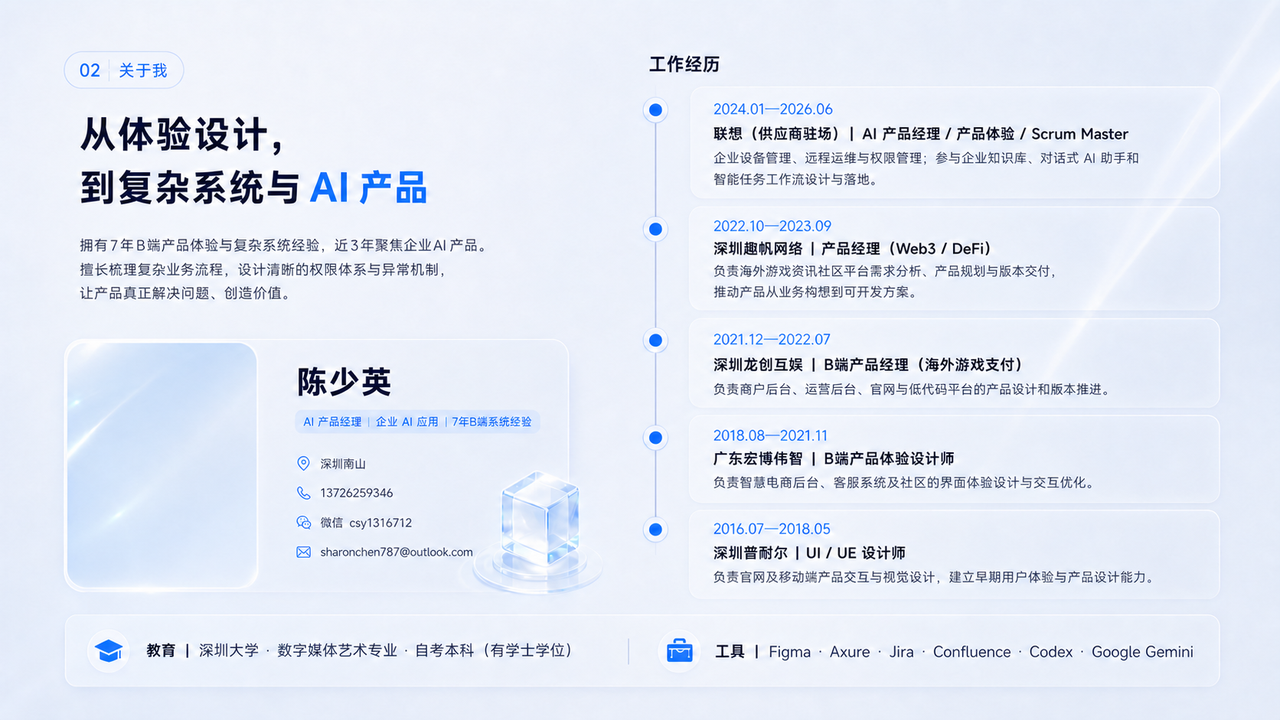 02 | 关于我
从体验设计，
到复杂系统与 AI 产品
拥有7年B端产品体验与复杂系统经验，近3年聚焦企业AI产品。
擅长梳理复杂业务流程，设计清晰的权限体系与异常机制，
让产品真正解决问题、创造价值。
陈少英
AI 产品经理 | 企业 AI 应用 | 7年B端系统经验
深圳南山
13726259346
微信 csy1316712
sharonchen787@outlook.com
工作经历
2024.01—2026.06
联想（供应商驻场）| AI 产品经理 / 产品体验 / Scrum Master
企业设备管理、远程运维与权限管理；参与企业知识库、对话式 AI 助手和
智能任务工作流设计与落地。
2022.10—2023.09
深圳趣帆网络 | 产品经理（Web3 / DeFi）
负责海外游戏资讯社区平台需求分析、产品规划与版本交付，
推动产品从业务构想到可开发方案。
2021.12—2022.07
深圳龙创互娱 | B端产品经理（海外游戏支付）
负责商户后台、运营后台、官网与低代码平台的产品设计和版本推进。
2018.08—2021.11
广东宏博伟智 | B端产品体验设计师
负责智慧电商后台、客服系统及社区的界面体验设计与交互优化。
2016.07—2018.05
深圳普耐尔 | UI / UE 设计师
负责官网及移动端产品交互与视觉设计，建立早期用户体验与产品设计能力。
教育 | 深圳大学 · 数字媒体艺术专业 · 自考本科（有学士学位）
工具 | Figma · Axure · Jira · Confluence · Codex · Google Gemini